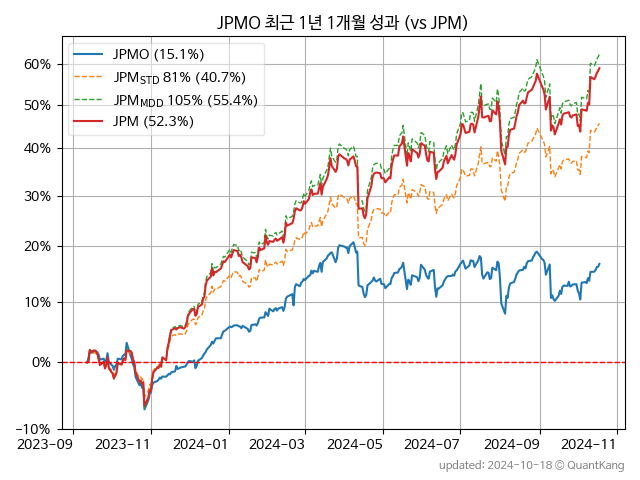 JPMO 최근 1년 1개월 성과 (vs JPM)
JPMO (15.1%)
JPM_STD 81% (40.7%)
JPM_MDD 105% (55.4%)
JPM (52.3%)
60%
50%
40%
30%
20%
10%
0%
−10%
2023-09 2023-11 2024-01 2024-03 2024-05 2024-07 2024-09 2024-11
updated: 2024-10-18 © QuantKang